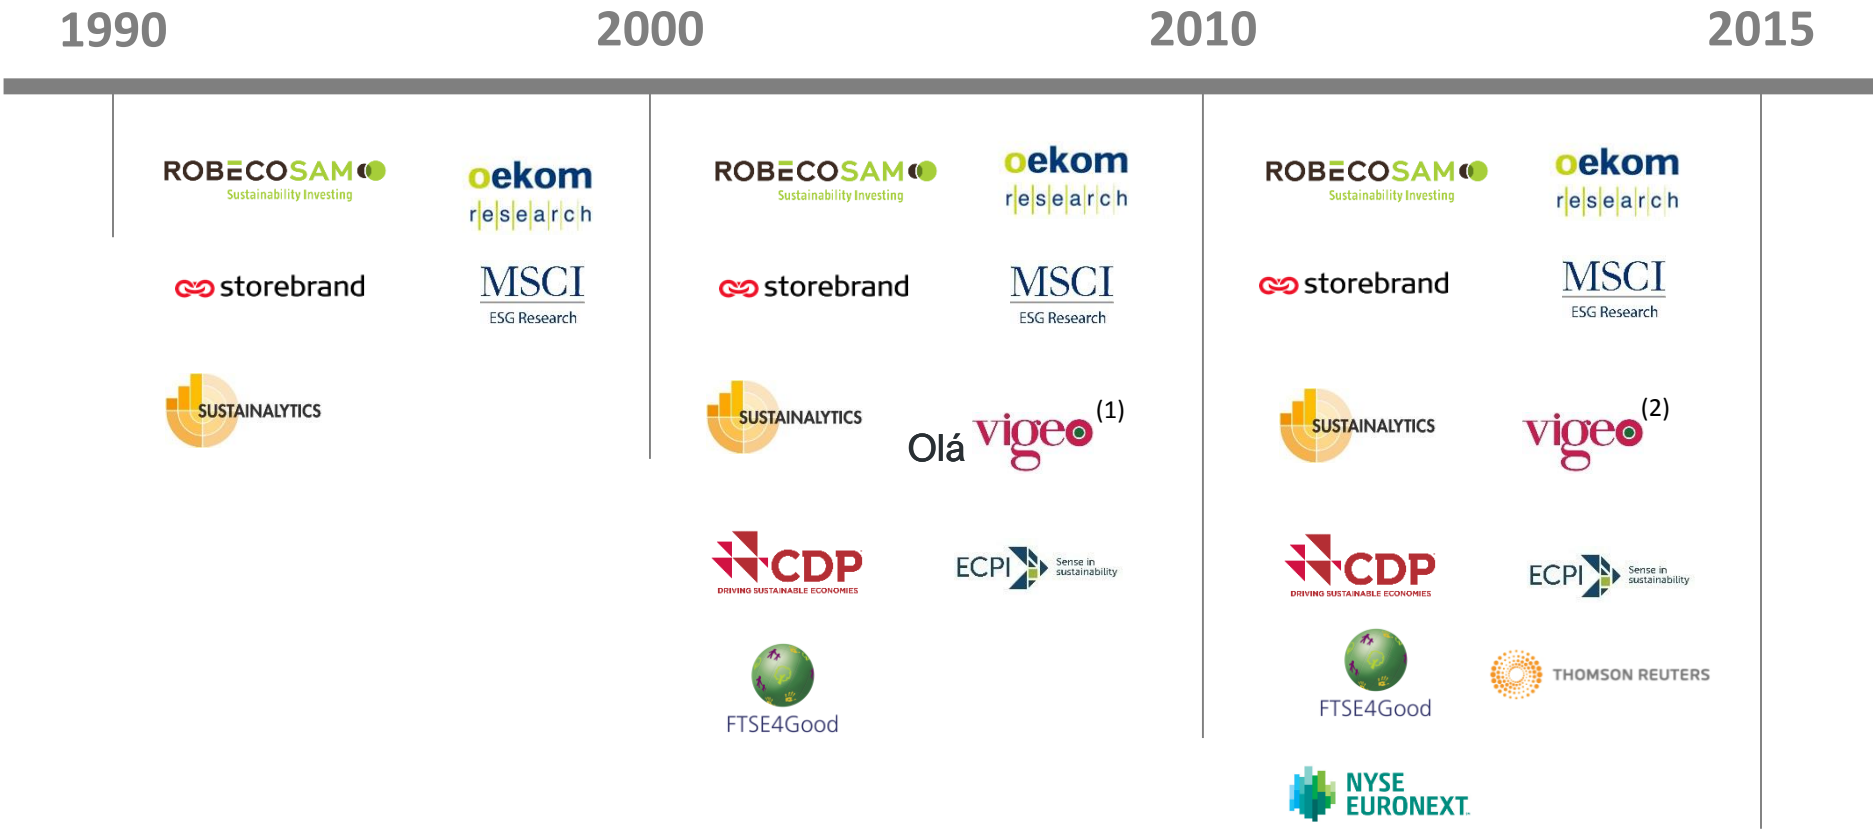 1990 2000 2010 2015
ROBECOSAM
Sustainability Investing
oekom
research
storebrand
MSCI
ESG Research
SUSTAINALYTICS
ROBECOSAM
Sustainability Investing
oekom
research
storebrand
MSCI
ESG Research
SUSTAINALYTICS
Olá vigeo (1)
CDP
DRIVING SUSTAINABLE ECONOMIES
ECPI
Sense in
sustainability
FTSE4Good
ROBECOSAM
Sustainability Investing
oekom
research
storebrand
MSCI
ESG Research
SUSTAINALYTICS
vigeo (2)
CDP
DRIVING SUSTAINABLE ECONOMIES
ECPI
Sense in
sustainability
FTSE4Good
THOMSON REUTERS
NYSE
EURONEXT